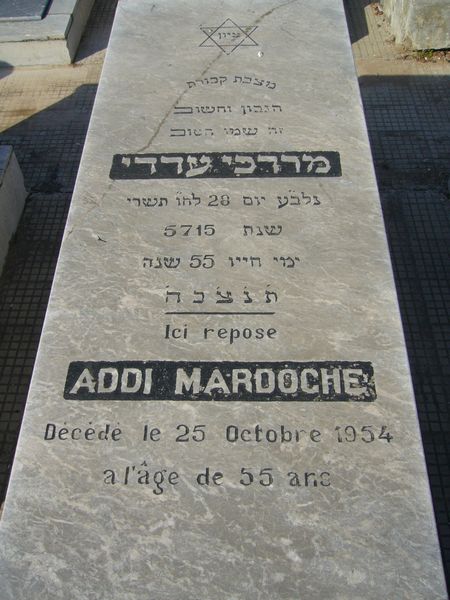 ציון
מצבת קבורת
הנבון וחשוב
זה שמו הטוב
מרדכי עדדי
נלבע יום 28 לחו תשרי
שנת 5715
ימי חייו 55 שנה
תנצבה
Ici repose
ADDI MARDOCHE
Décédé le 25 Octobre 1954
a l'âge de 55 ans